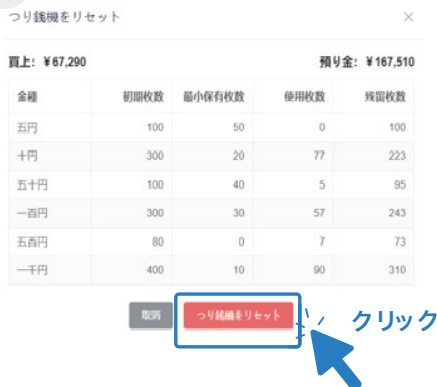 つり銭機をリセット ×
買上: ¥67,290 預り金: ¥167,510
金種 初期枚数 最小保有枚数 使用枚数 残留枚数
五円 100 50 0 100
十円 300 20 77 223
五十円 100 40 5 95
一百円 300 30 57 243
五百円 80 0 7 73
一千円 400 10 90 310
取消 つり銭機をリセット クリック